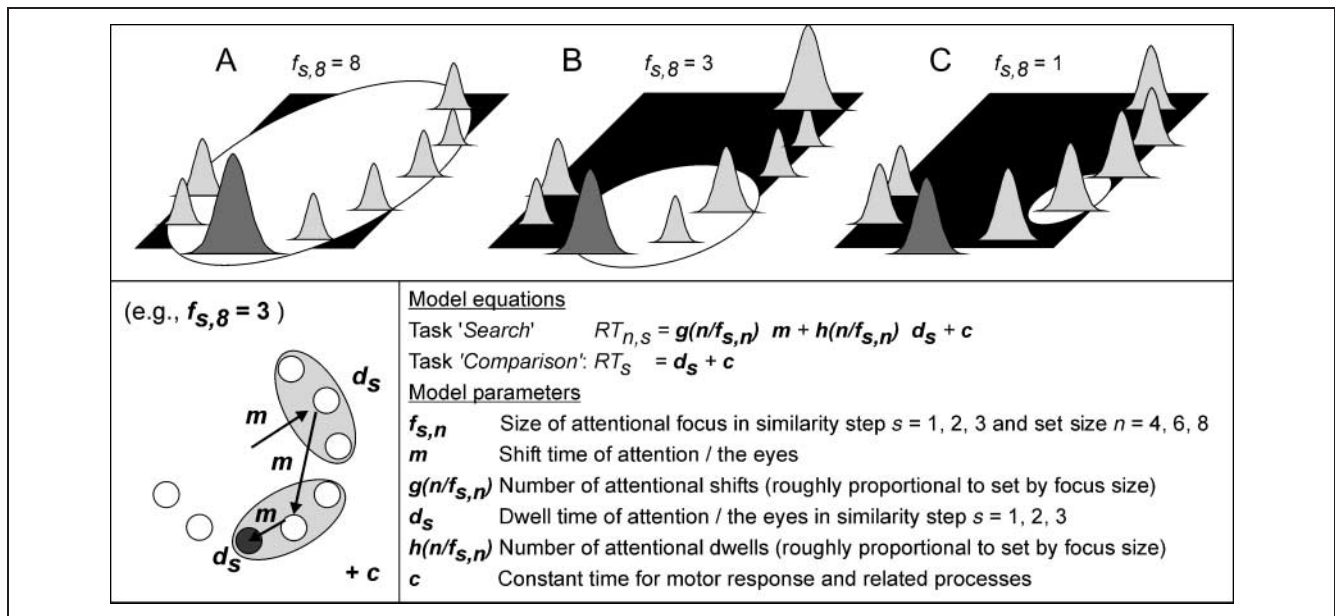 A f_{s,8} = 8 B f_{s,8} = 3 C f_{s,8} = 1
(e.g., f_{s,8} = 3 )
d_s
m
m
m
d_s
+ c
Model equations
Task 'Search' RT_{n,s} = g(n/f_{s,n}) m + h(n/f_{s,n}) d_s + c
Task 'Comparison': RT_s = d_s + c
Model parameters
f_{s,n} Size of attentional focus in similarity step s = 1, 2, 3 and set size n = 4, 6, 8
m Shift time of attention / the eyes
g(n/f_{s,n}) Number of attentional shifts (roughly proportional to set by focus size)
d_s Dwell time of attention / the eyes in similarity step s = 1, 2, 3
h(n/f_{s,n}) Number of attentional dwells (roughly proportional to set by focus size)
c Constant time for motor response and related processes